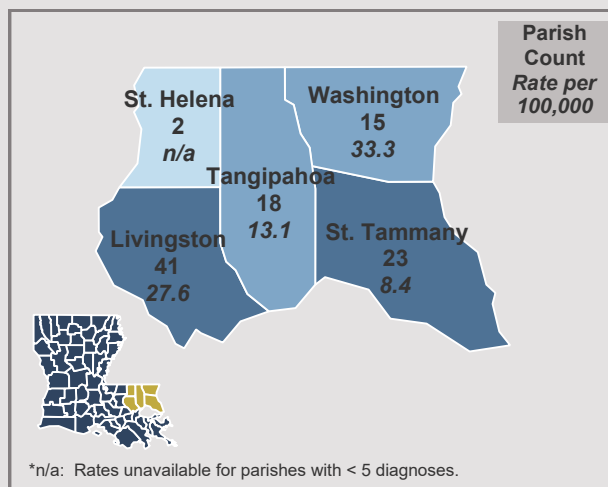 Parish
Count
Rate per
100,000
St. Helena
2
n/a
Washington
15
33.3
Tangipahoa
18
13.1
Livingston
41
27.6
St. Tammany
23
8.4
*n/a: Rates unavailable for parishes with < 5 diagnoses.